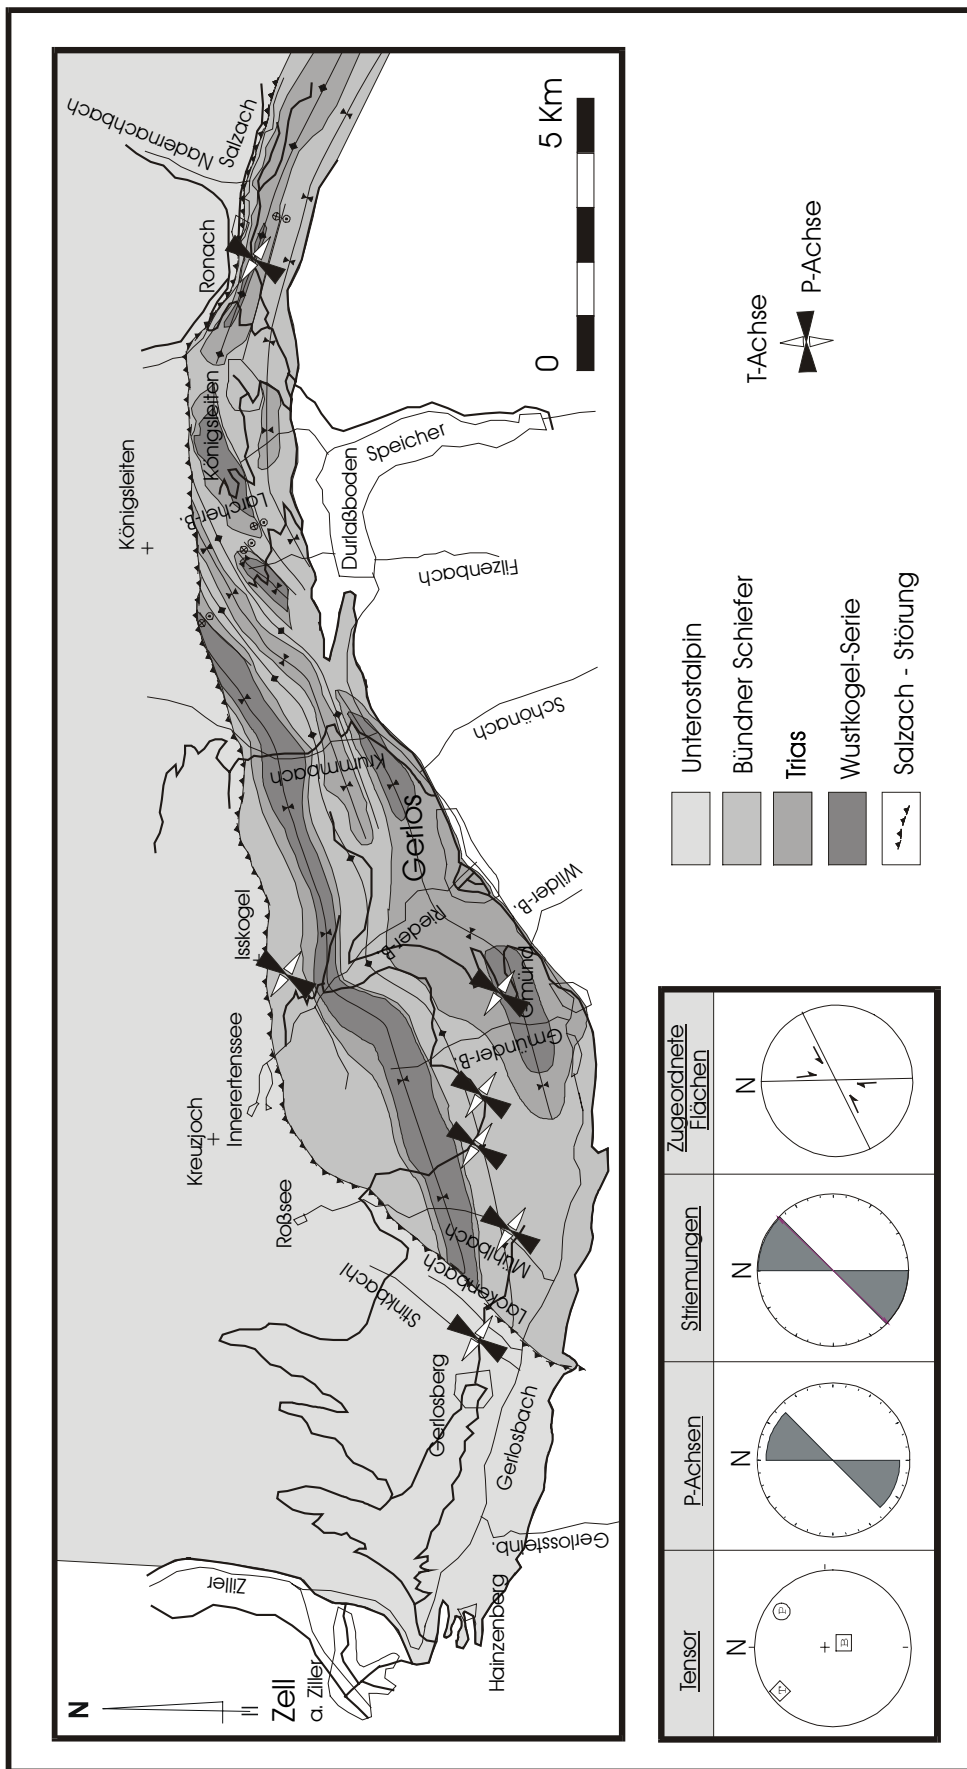 N
Zell
a. Ziller
Ziller
Hainzenberg
Gerlossteinb.
Gerlosbach
Gerlosberg
Stinkbachl
Lackenbach
Mühlbach
Roßsee
Kreuzjoch
Innerertenssee
Isskogel
Gmünder-B.
Gmünd
Rieder-B.
Wilder-B.
Gerlos
Krummbach
Schönach
Königsleiten
Larcher-B.
Königsleiten
Filzenbach
Durlaßboden
Speicher
Ronach
Nadernachbach
Salzach
0
5 Km
Tensor
N
T
P
B
P-Achsen
N
Striemungen
N
Zugeordnete
Flächen
N
Unterostalpin
Bündner Schiefer
Trias
Wustkogel-Serie
Salzach - Störung
T-Achse
P-Achse